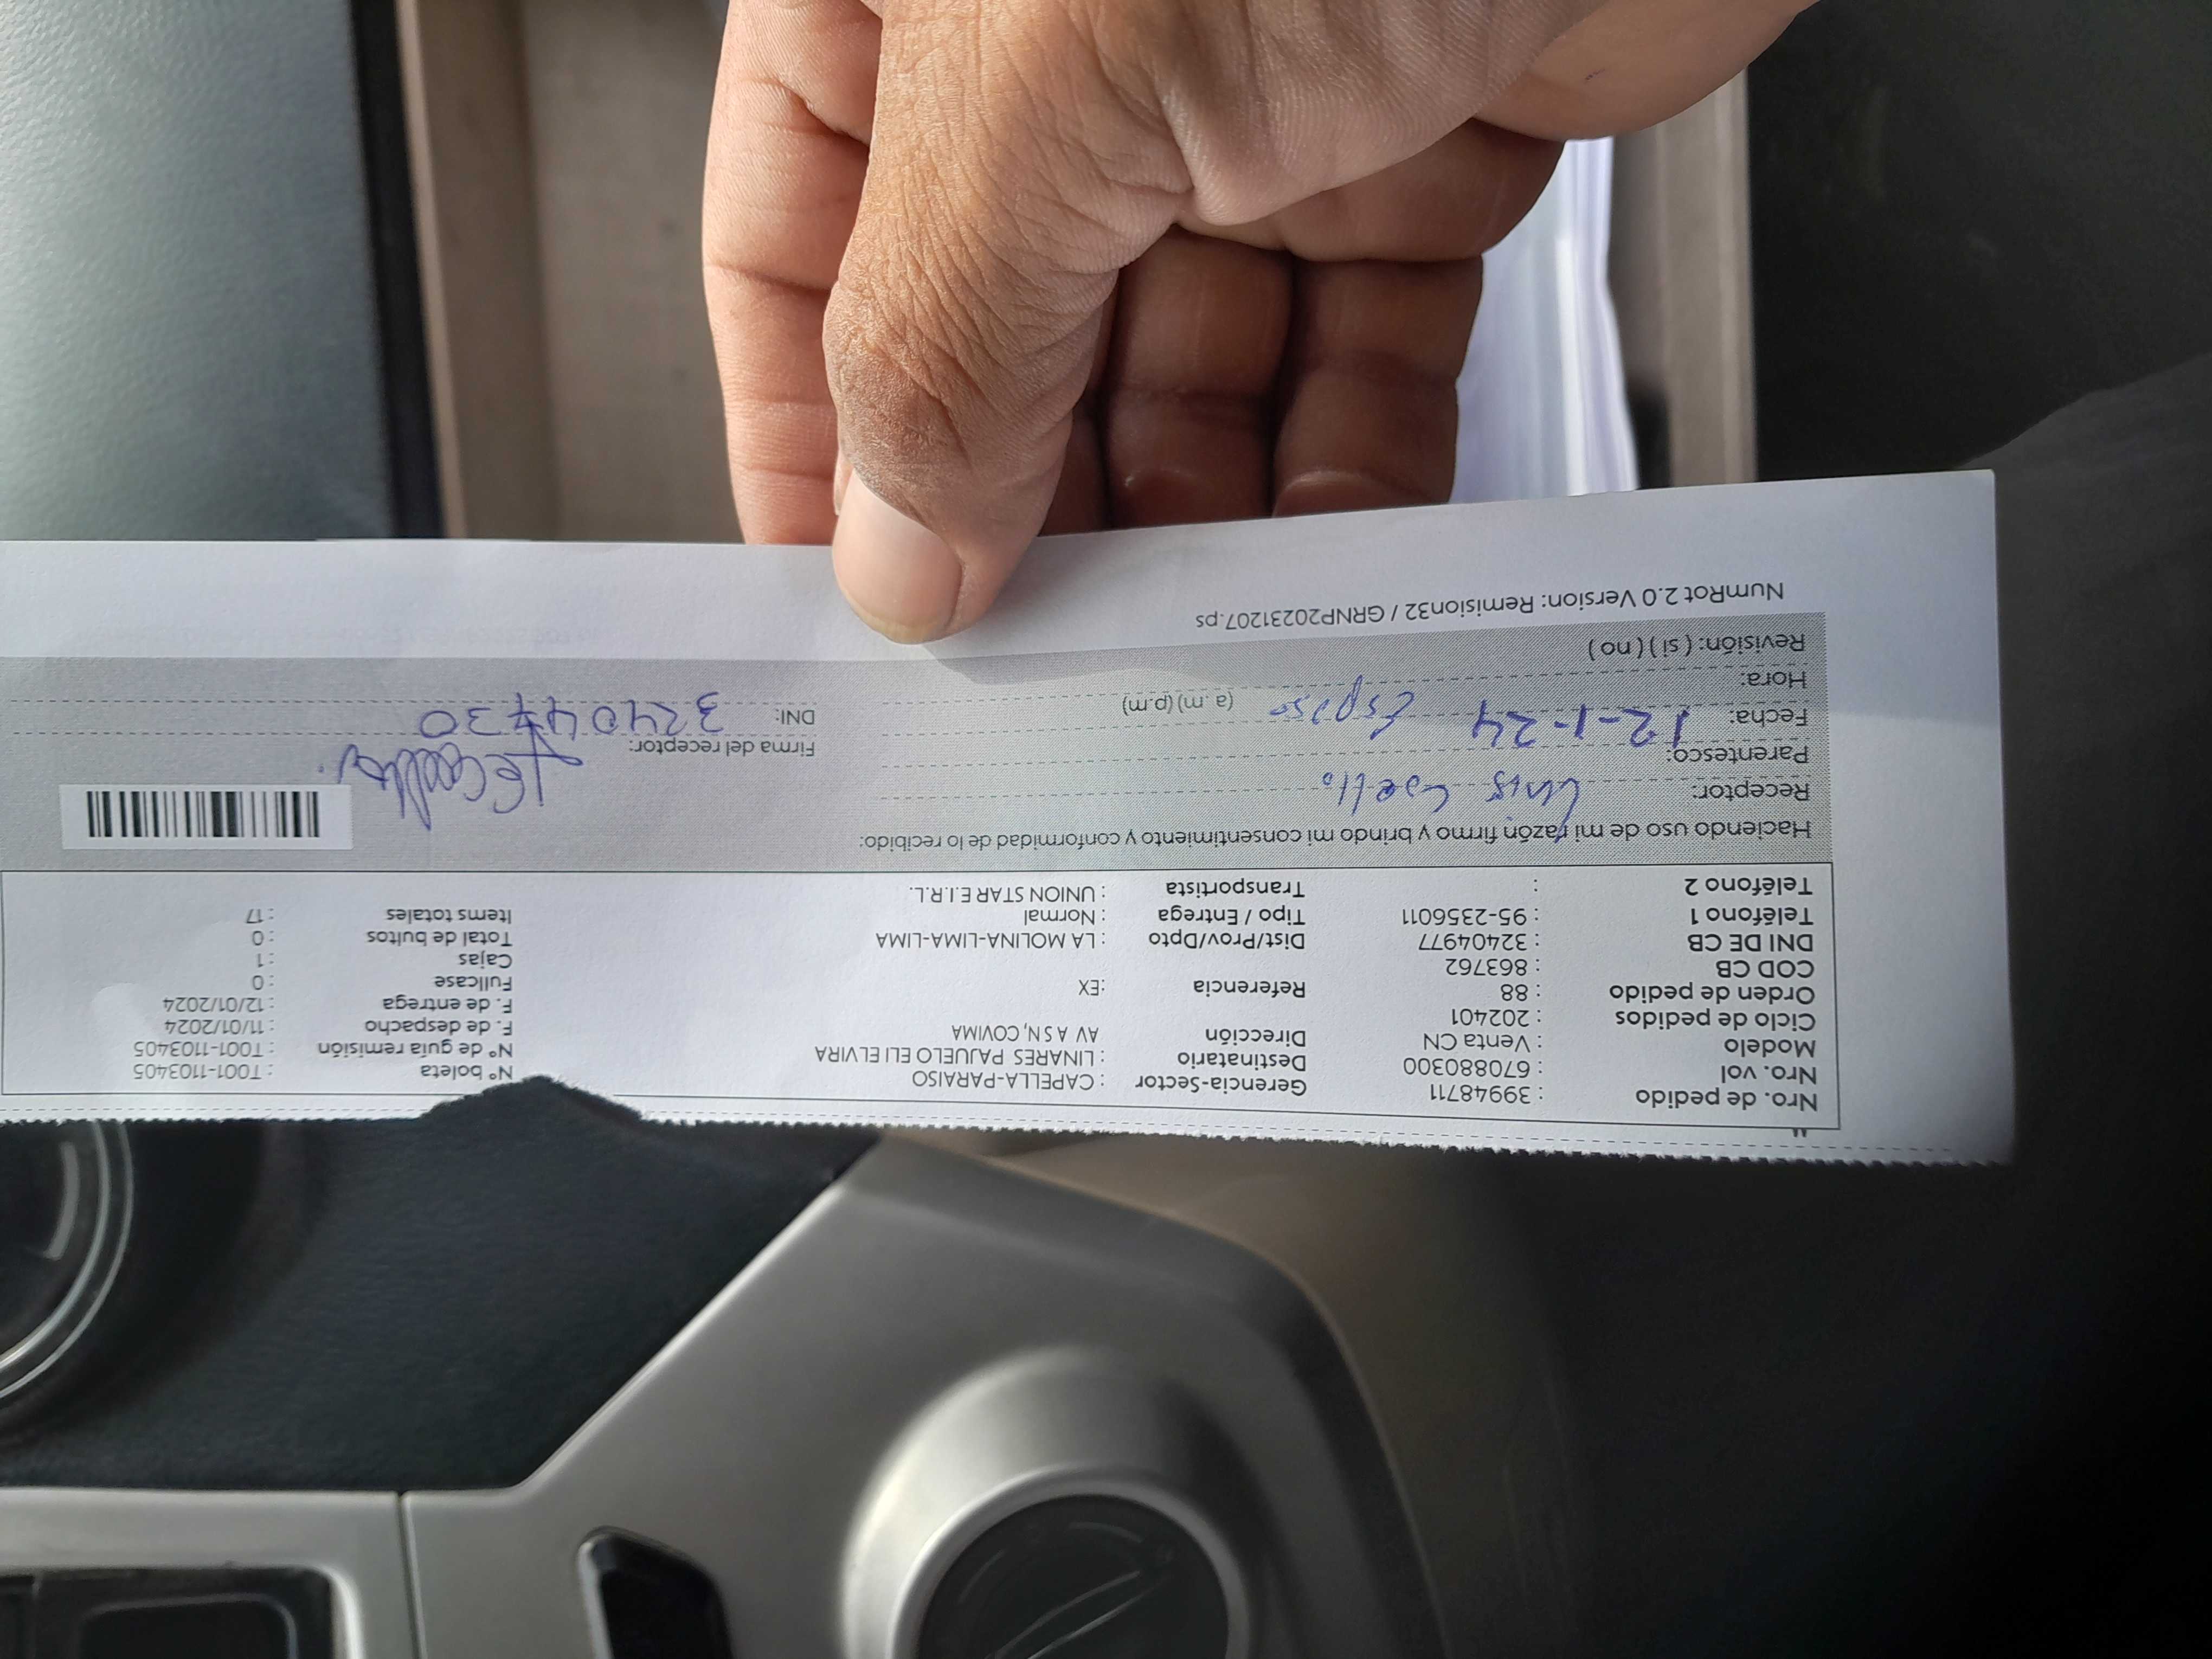 Nro. de pedido : 39948711 Gerencia-Sector : CAPELLA-PARAISO Nº boleta : T001-1103405
Nro. vol : 670880300 Destinatario : LINARES PAJUELO ELI ELVIRA Nº de guía remisión : T001-1103405
Modelo : Venta CN Dirección AV A S N, COVIMA F. de despacho : 11/01/2024
Ciclo de pedidos : 202401 F. de entrega : 12/01/2024
Orden de pedido : 88 Referencia :EX Fullcase : 0
COD CB : 863762 Cajas : 1
DNI DE CB : 32404977 Dist/Prov/Dpto : LA MOLINA-LIMA-LIMA Total de bultos : 0
Teléfono 1 : 95-2356011 Tipo / Entrega : Normal Items totales : 17
Teléfono 2 : Transportista : UNION STAR E.I.R.L.
Haciendo uso de mi razón firmo y brindo mi consentimiento y conformidad de lo recibido:
Receptor: Coello
Parentesco: Firma del receptor:
Fecha: 12-1-24 Esposo DNI: 32404730
Hora: (a. m) (p.m)
Revisión: ( si ) ( no )
NumRot 2.0 Version: Remision32 / GRNP20231207.ps